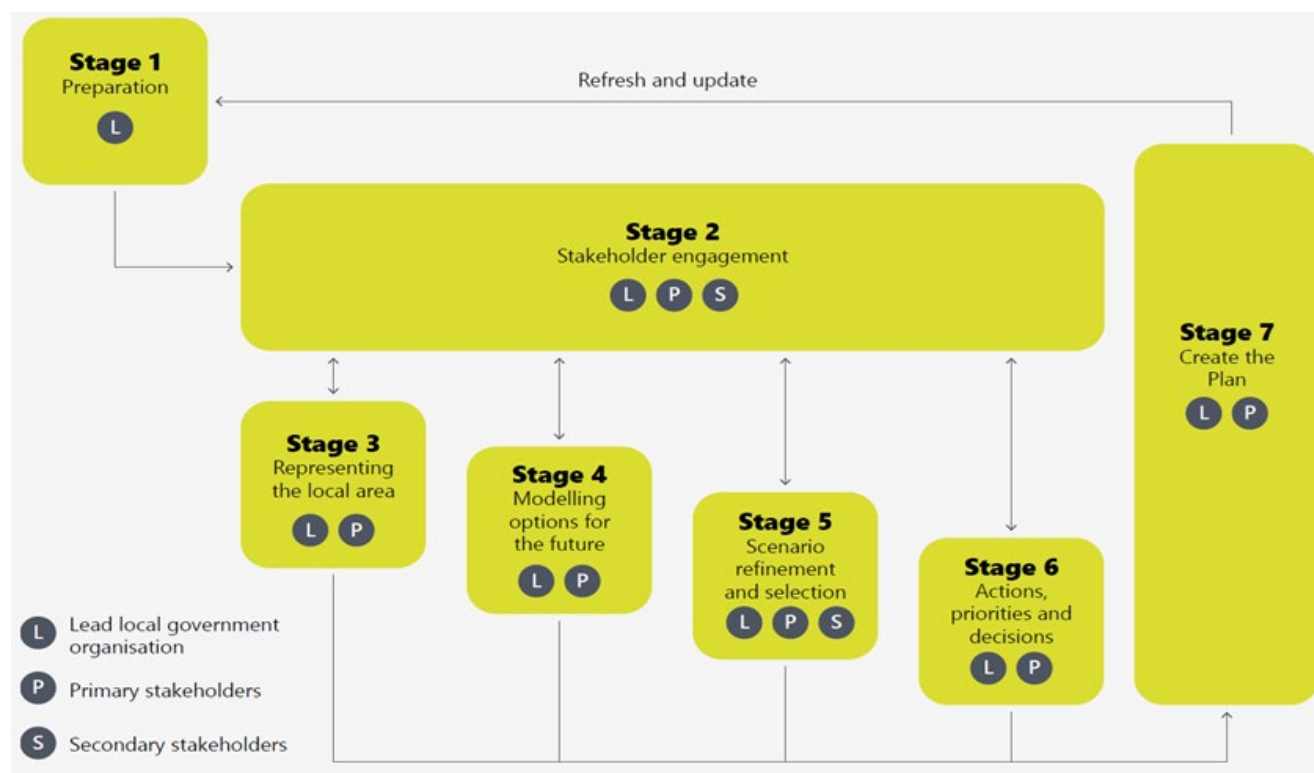 Stage 1
Preparation
L
Refresh and update
Stage 2
Stakeholder engagement
L P S
Stage 3
Representing
the local area
L P
Stage 4
Modelling
options for
the future
L P
Stage 5
Scenario
refinement
and selection
L P S
Stage 6
Actions,
priorities and
decisions
L P
Stage 7
Create the
Plan
L P
L Lead local government
organisation
P Primary stakeholders
S Secondary stakeholders